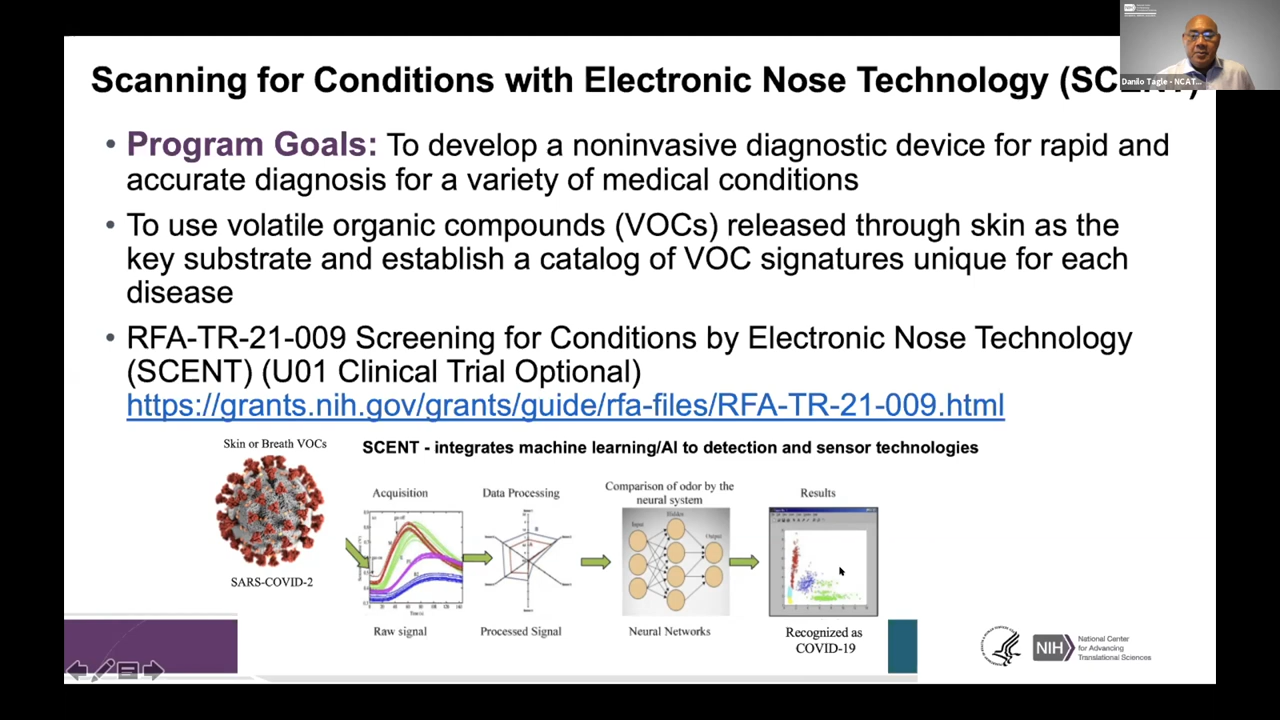 NIH
Danilo Tagle - NCAT...
Scanning for Conditions with Electronic Nose Technology (SCENT)
• Program Goals: To develop a noninvasive diagnostic device for rapid and
accurate diagnosis for a variety of medical conditions
• To use volatile organic compounds (VOCs) released through skin as the
key substrate and establish a catalog of VOC signatures unique for each
disease
• RFA-TR-21-009 Screening for Conditions by Electronic Nose Technology
(SCENT) (U01 Clinical Trial Optional)
https://grants.nih.gov/grants/guide/rfa-files/RFA-TR-21-009.html
Skin or Breath VOCs
SCENT - integrates machine learning/AI to detection and sensor technologies
Acquisition
Data Processing
Comparison of odor by the
neural system
Results
Input
Hidden
Output
SARS-COVID-2
Time (s)
Raw signal
Processed Signal
Neural Networks
Recognized as
COVID-19
NIH
National Center
for Advancing
Translational Sciences